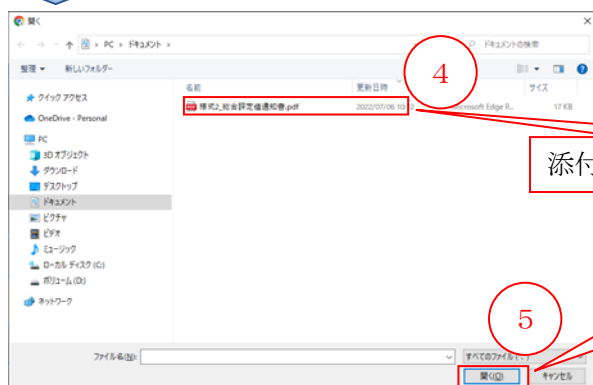 開く
PC › ドキュメント ›
ドキュメントの検索
整理 新しいフォルダー
名前 更新日時 サイズ
様式2_総合評定値通知書.pdf 2022/07/06 Microsoft Edge P... 17 KB
クイック アクセス
OneDrive - Personal
PC
3D オブジェクト
ダウンロード
デスクトップ
ドキュメント
ピクチャ
ビデオ
ミュージック
ローカル ディスク (C:)
ボリューム (D:)
ネットワーク
4
添付
5
ファイル名(N):
すべてのファイル
開く(O) キャンセル